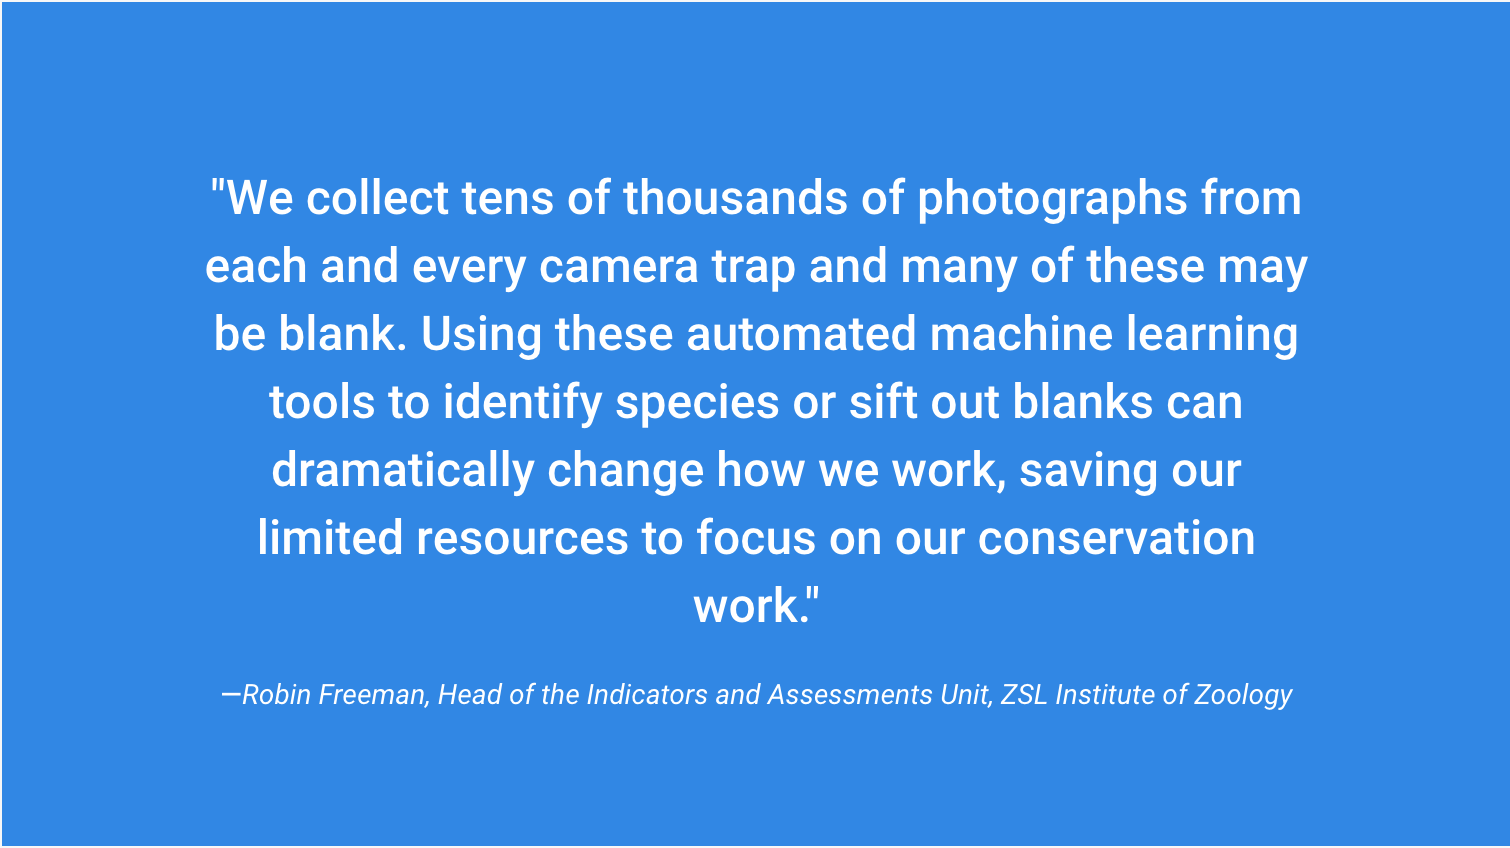 "We collect tens of thousands of photographs from
each and every camera trap and many of these may
be blank. Using these automated machine learning
tools to identify species or sift out blanks can
dramatically change how we work, saving our
limited resources to focus on our conservation
work."
—Robin Freeman, Head of the Indicators and Assessments Unit, ZSL Institute of Zoology